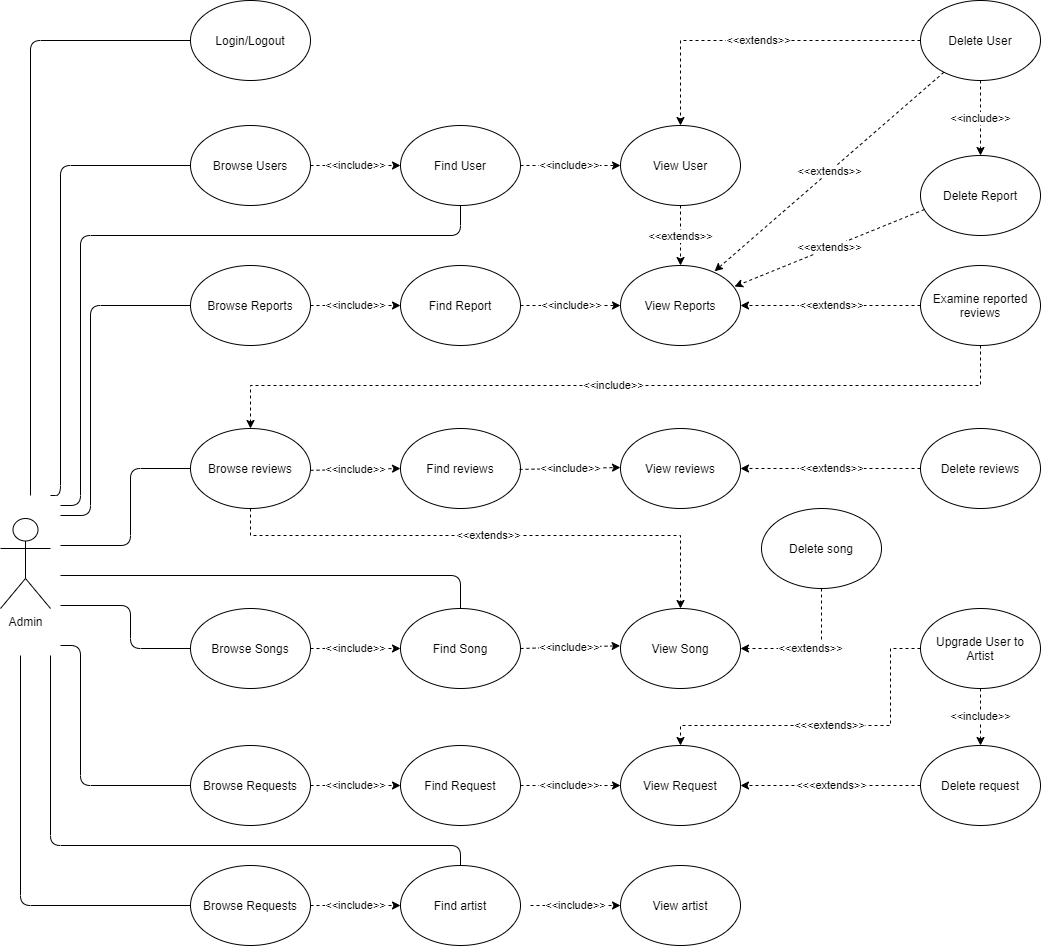 Login/Logout
<<extends>>
Delete User
<<include>>
Browse Users
<<include>>
Find User
<<include>>
View User
<<extends>>
Delete Report
<<extends>>
<<extends>>
Browse Reports
<<include>>
Find Report
<<include>>
View Reports
<<extends>>
Examine reported
reviews
<<include>>
Browse reviews
<<include>>
Find reviews
<<include>>
View reviews
<<extends>>
Delete reviews
<<extends>>
Delete song
Admin
Browse Songs
<<include>>
Find Song
<<include>>
View Song
<<extends>>
Upgrade User to
Artist
<<<extends>>
<<include>>
Browse Requests
<<include>>
Find Request
<<include>>
View Request
<<<extends>>
Delete request
Browse Requests
<<include>>
Find artist
<<include>>
View artist